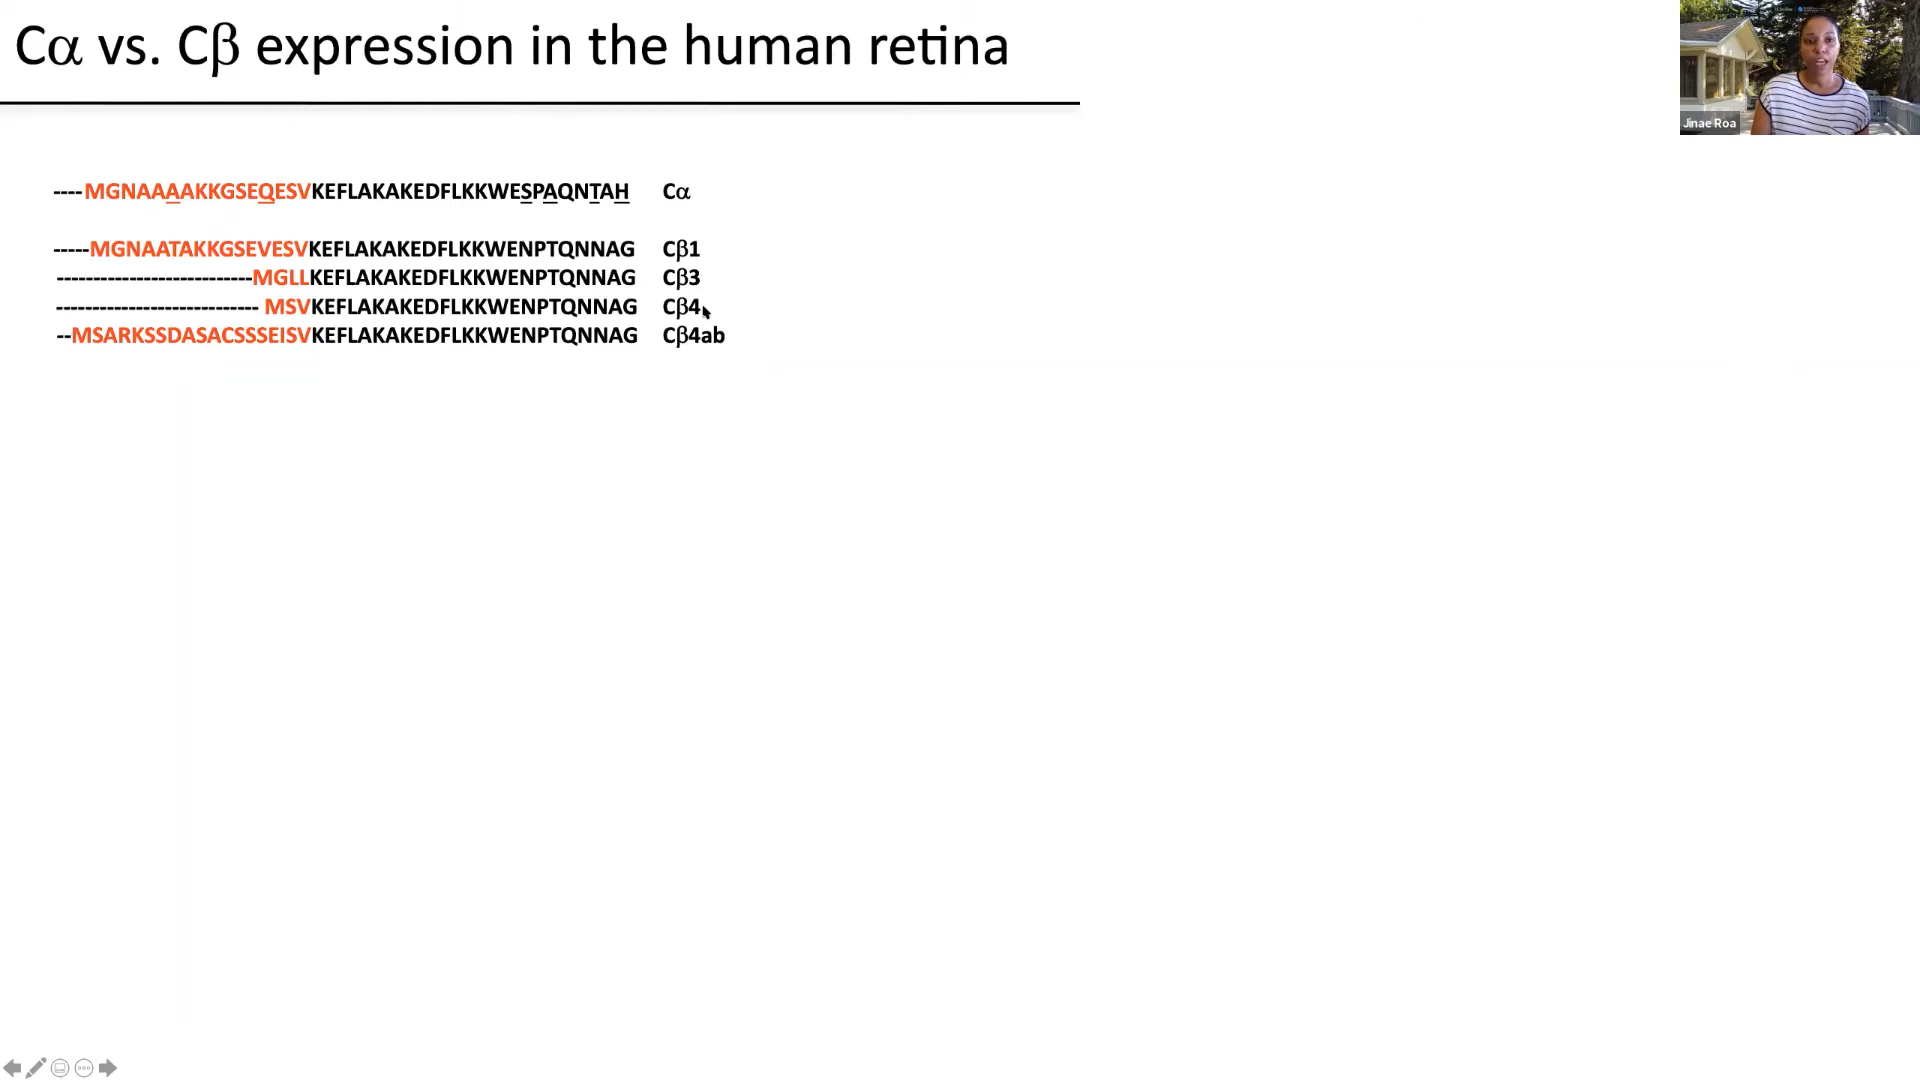 Cα vs. Cβ expression in the human retina
Jinae Roa
----MGNAAAAKKGSEQESVKEFLAKAKEDFLKKWESPAQNTAH Cα
-----MGNAATAKKGSEVESVKEFLAKAKEDFLKKWENPTQNNAG Cβ1
---------------------------MGLLKEFLAKAKEDFLKKWENPTQNNAG Cβ3
---------------------------- MSVKEFLAKAKEDFLKKWENPTQNNAG Cβ4
--MSARKSSDASACSSSEISVKEFLAKAKEDFLKKWENPTQNNAG Cβ4ab